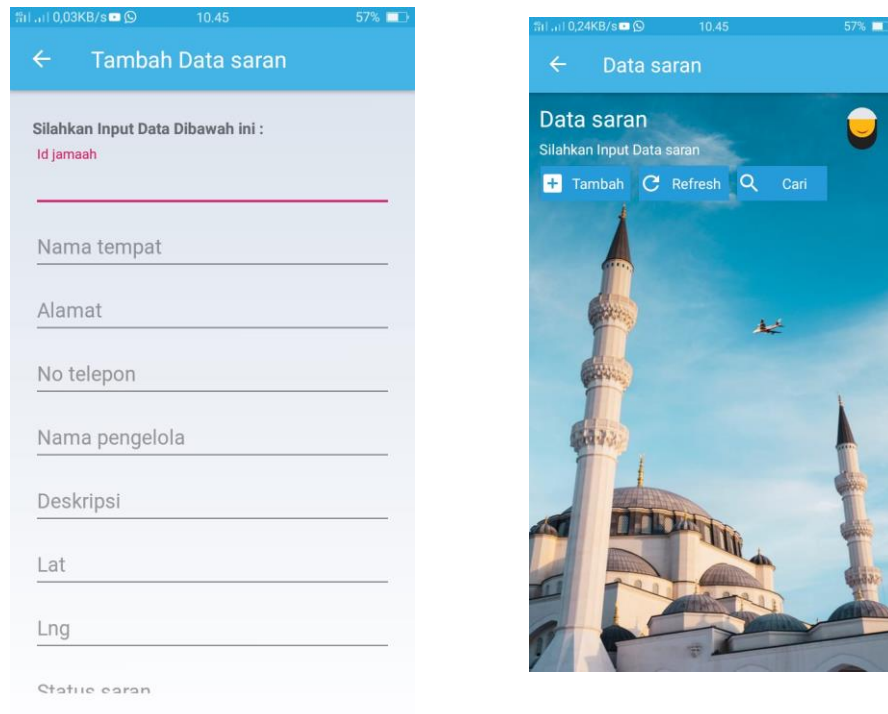 0,03KB/s 10.45 57%
Tambah Data saran
Silahkan Input Data Dibawah ini :
Id jamaah
Nama tempat
Alamat
No telepon
Nama pengelola
Deskripsi
Lat
Lng
Status saran
0,24KB/s 10.45 57%
Data saran
Data saran
Silahkan Input Data saran
Tambah Refresh Cari